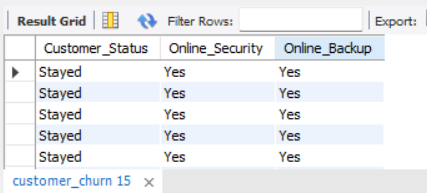 Result Grid Filter Rows: Export:
Customer_Status Online_Security Online_Backup
Stayed Yes Yes
Stayed Yes Yes
Stayed Yes Yes
Stayed Yes Yes
Stayed Yes Yes
customer_churn 15 ×